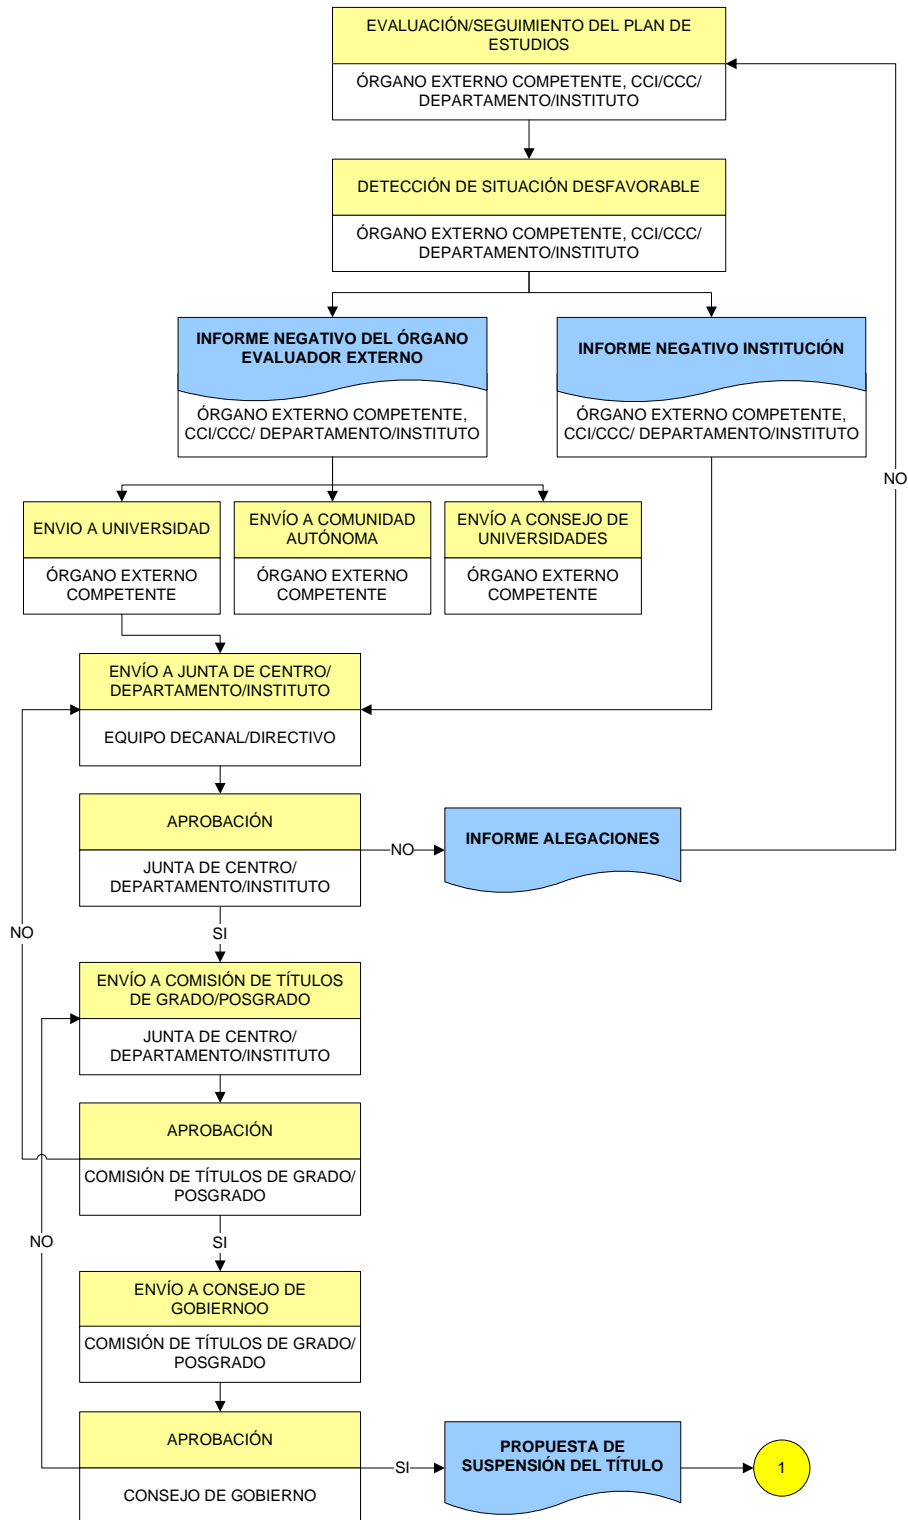 EVALUACIÓN/SEGUIMIENTO DEL PLAN DE
ESTUDIOS
ÓRGANO EXTERNO COMPETENTE, CCI/CCC/
DEPARTAMENTO/INSTITUTO
DETECCIÓN DE SITUACIÓN DESFAVORABLE
ÓRGANO EXTERNO COMPETENTE, CCI/CCC/
DEPARTAMENTO/INSTITUTO
INFORME NEGATIVO DEL ÓRGANO
EVALUADOR EXTERNO
ÓRGANO EXTERNO COMPETENTE,
CCI/CCC/ DEPARTAMENTO/INSTITUTO
INFORME NEGATIVO INSTITUCIÓN
ÓRGANO EXTERNO COMPETENTE,
CCI/CCC/ DEPARTAMENTO/INSTITUTO
NO
ENVIO A UNIVERSIDAD
ÓRGANO EXTERNO
COMPETENTE
ENVÍO A COMUNIDAD
AUTÓNOMA
ÓRGANO EXTERNO
COMPETENTE
ENVÍO A CONSEJO DE
UNIVERSIDADES
ÓRGANO EXTERNO
COMPETENTE
ENVÍO A JUNTA DE CENTRO/
DEPARTAMENTO/INSTITUTO
EQUIPO DECANAL/DIRECTIVO
APROBACIÓN
JUNTA DE CENTRO/
DEPARTAMENTO/INSTITUTO
NO
INFORME ALEGACIONES
NO
SI
ENVÍO A COMISIÓN DE TÍTULOS
DE GRADO/POSGRADO
JUNTA DE CENTRO/
DEPARTAMENTO/INSTITUTO
APROBACIÓN
COMISIÓN DE TÍTULOS DE GRADO/
POSGRADO
NO
SI
ENVÍO A CONSEJO DE
GOBIERNOO
COMISIÓN DE TÍTULOS DE GRADO/
POSGRADO
APROBACIÓN
CONSEJO DE GOBIERNO
SI
PROPUESTA DE
SUSPENSIÓN DEL TÍTULO
1